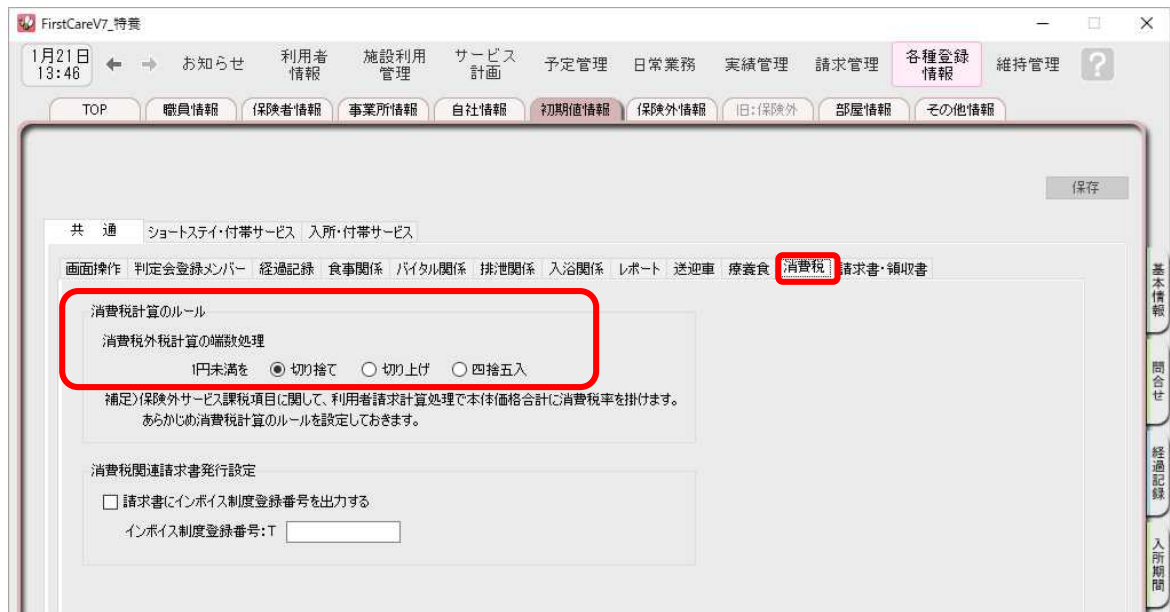 FirstCareV7_特養
1月21日
13:46
お知らせ
利用者
情報
施設利用
管理
サービス
計画
予定管理
日常業務
実績管理
請求管理
各種登録
情報
維持管理
?
TOP 職員情報 保険者情報 事業所情報 自社情報 初期値情報 保険外情報 旧:保険外 部屋情報 その他情報
保存
共 通 ショートステイ・付帯サービス 入所・付帯サービス
画面操作 判定会登録メンバー 経過記録 食事関係 バイタル関係 排泄関係 入浴関係 レポート 送迎車 療養食 消費税 請求書・領収書
消費税計算のルール
消費税外税計算の端数処理
1円未満を 切り捨て 切り上げ 四捨五入
補足)保険外サービス課税項目に関して、利用者請求計算処理で本体価格合計に消費税率を掛けます。
あらかじめ消費税計算のルールを設定しておきます。
消費税関連請求書発行設定
請求書にインボイス制度登録番号を出力する
インボイス制度登録番号:T
基本情報
問合せ
経過記録
入所期間